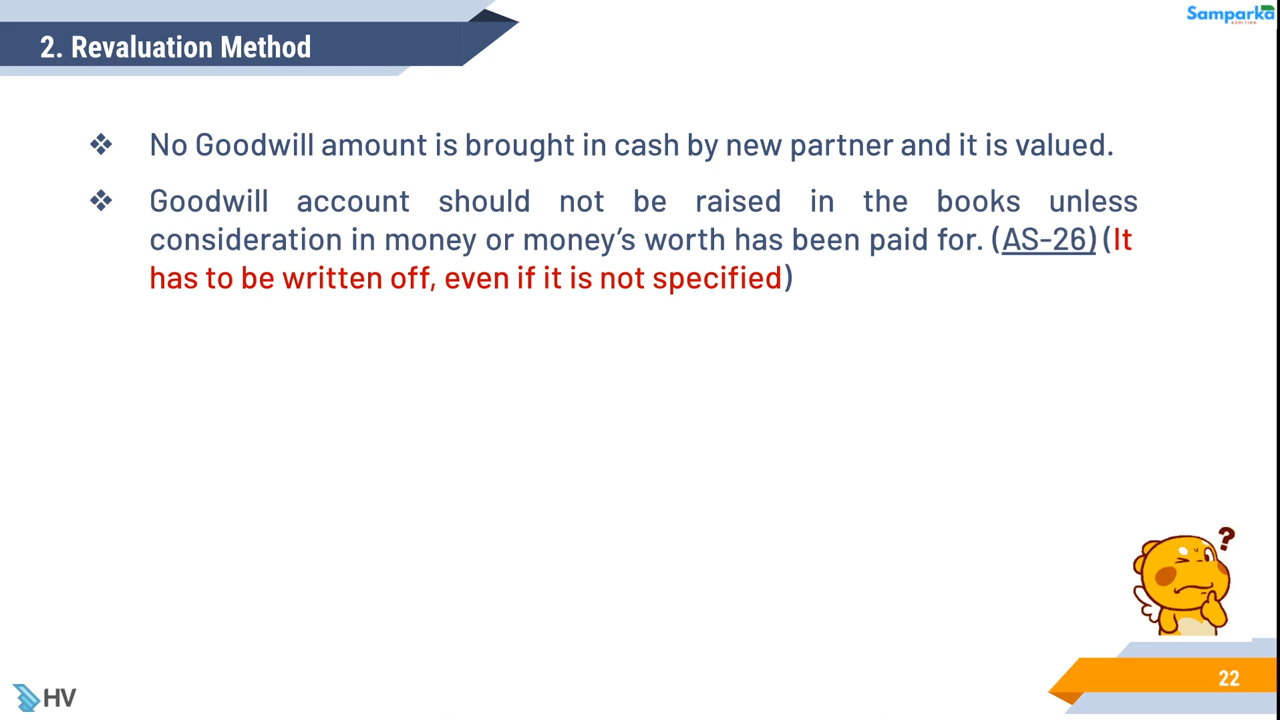 Samparka
2. Revaluation Method
❖ No Goodwill amount is brought in cash by new partner and it is valued.
❖ Goodwill account should not be raised in the books unless
consideration in money or money's worth has been paid for. (AS-26) (It
has to be written off, even if it is not specified)
?
22
HV